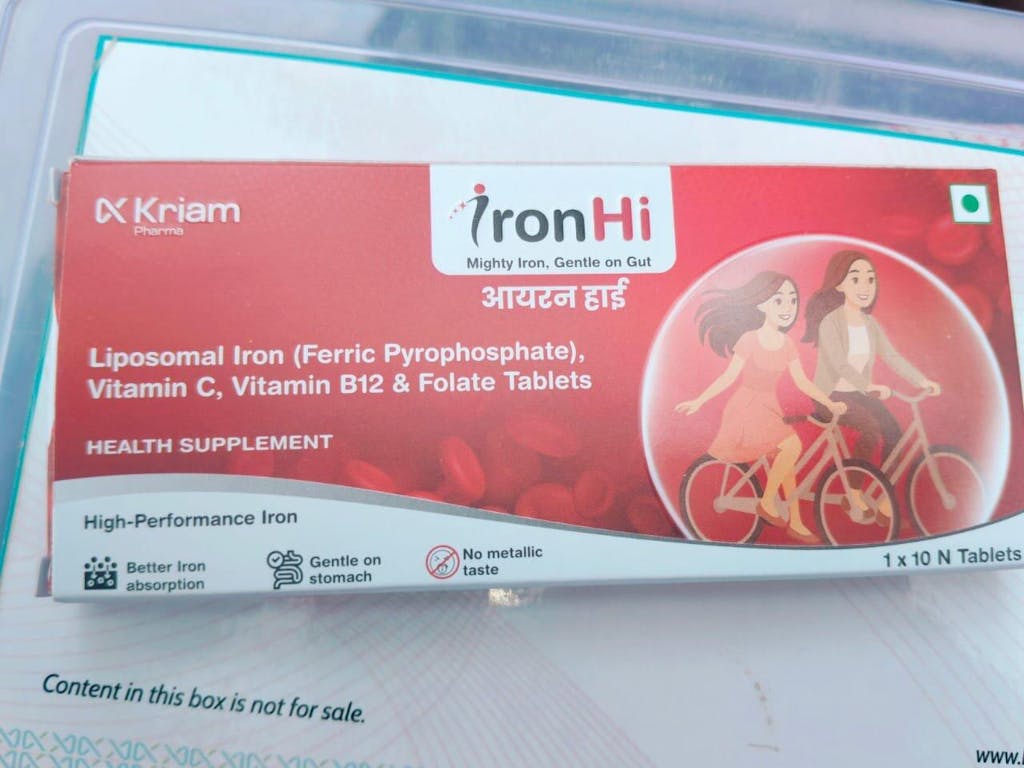 Kriam
Pharma
ironHi
Mighty Iron, Gentle on Gut
आयरन हाई
Liposomal Iron (Ferric Pyrophosphate),
Vitamin C, Vitamin B12 & Folate Tablets
HEALTH SUPPLEMENT
High-Performance Iron
Better Iron
absorption
Gentle on
stomach
No metallic
taste
1 x 10 N Tablets
Content in this box is not for sale.
www.